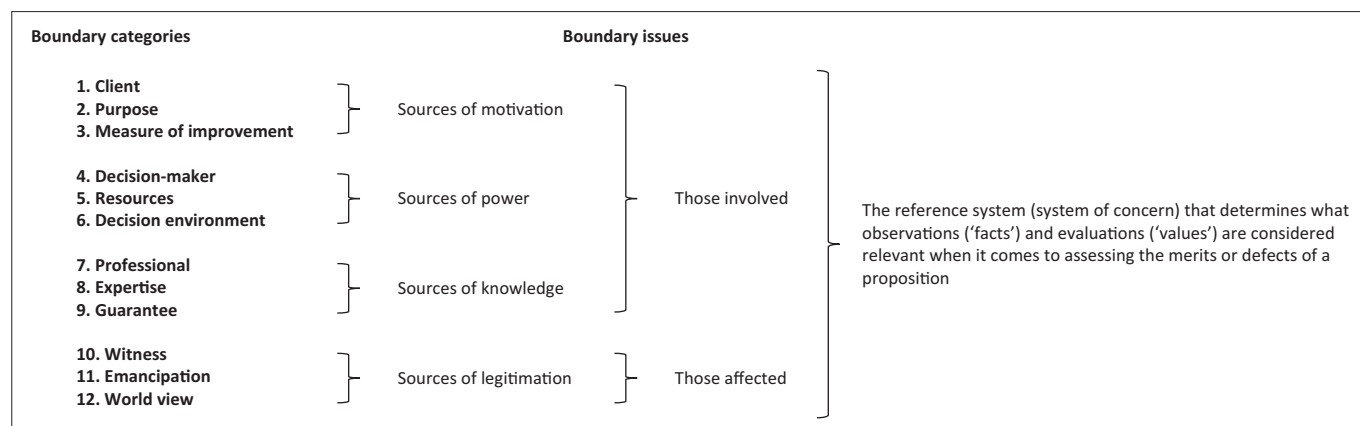 Boundary categories
Boundary issues
1. Client
2. Purpose
3. Measure of improvement
Sources of motivation
4. Decision-maker
5. Resources
6. Decision environment
Sources of power
7. Professional
8. Expertise
9. Guarantee
Sources of knowledge
Those involved
10. Witness
11. Emancipation
12. World view
Sources of legitimation
Those affected
The reference system (system of concern) that determines what
observations (‘facts’) and evaluations (‘values’) are considered
relevant when it comes to assessing the merits or defects of a
proposition